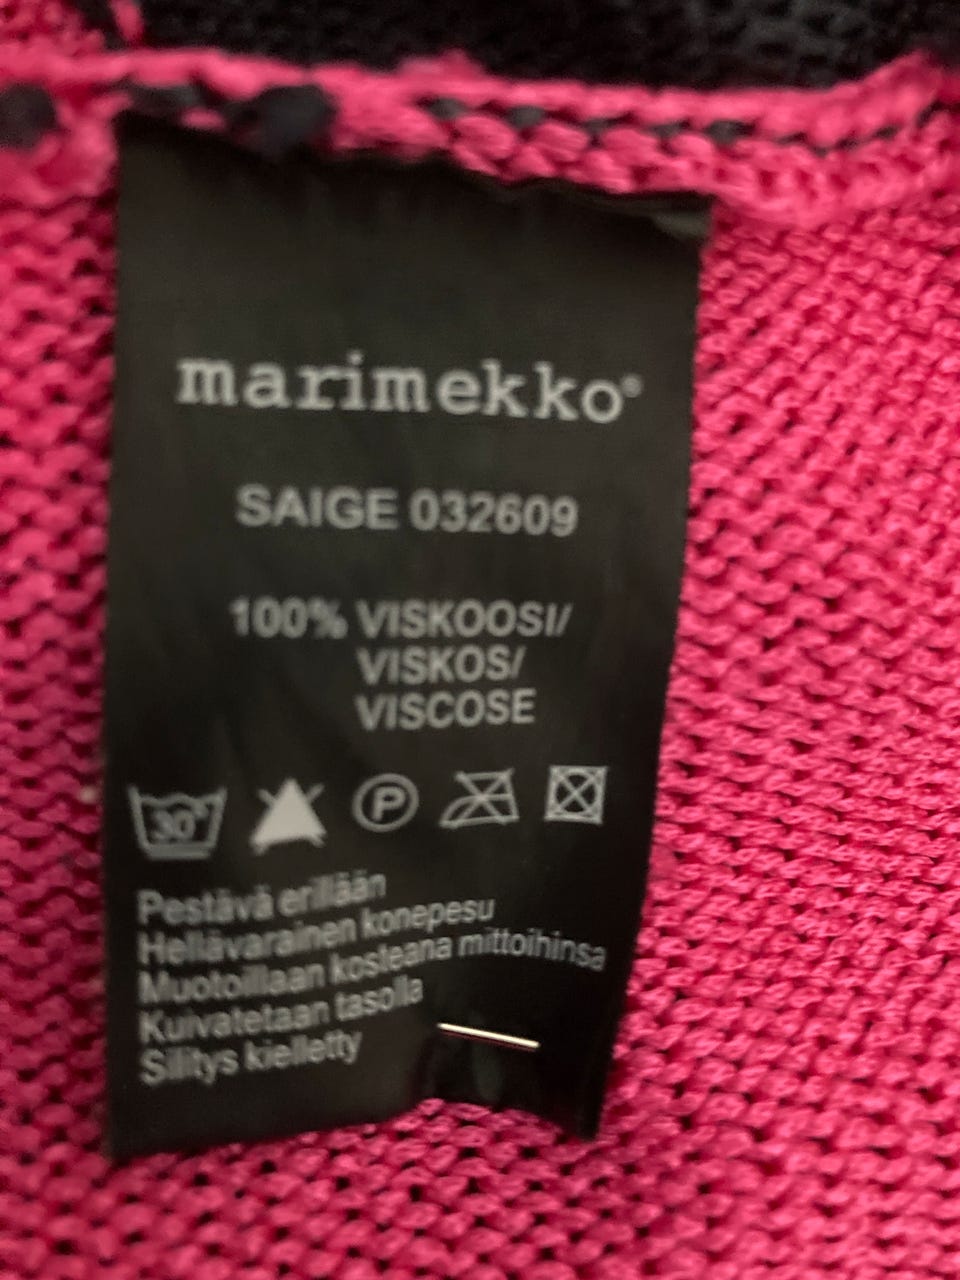 marimekko®
SAIGE 032609
100% VISKOOSI/
VISKOS/
VISCOSE
30°
P
Pestävä erillään
Hellävarainen konepesu
Muotoillaan kosteana mittoihinsa
Kuivatetaan tasolla
Silitys kielletty